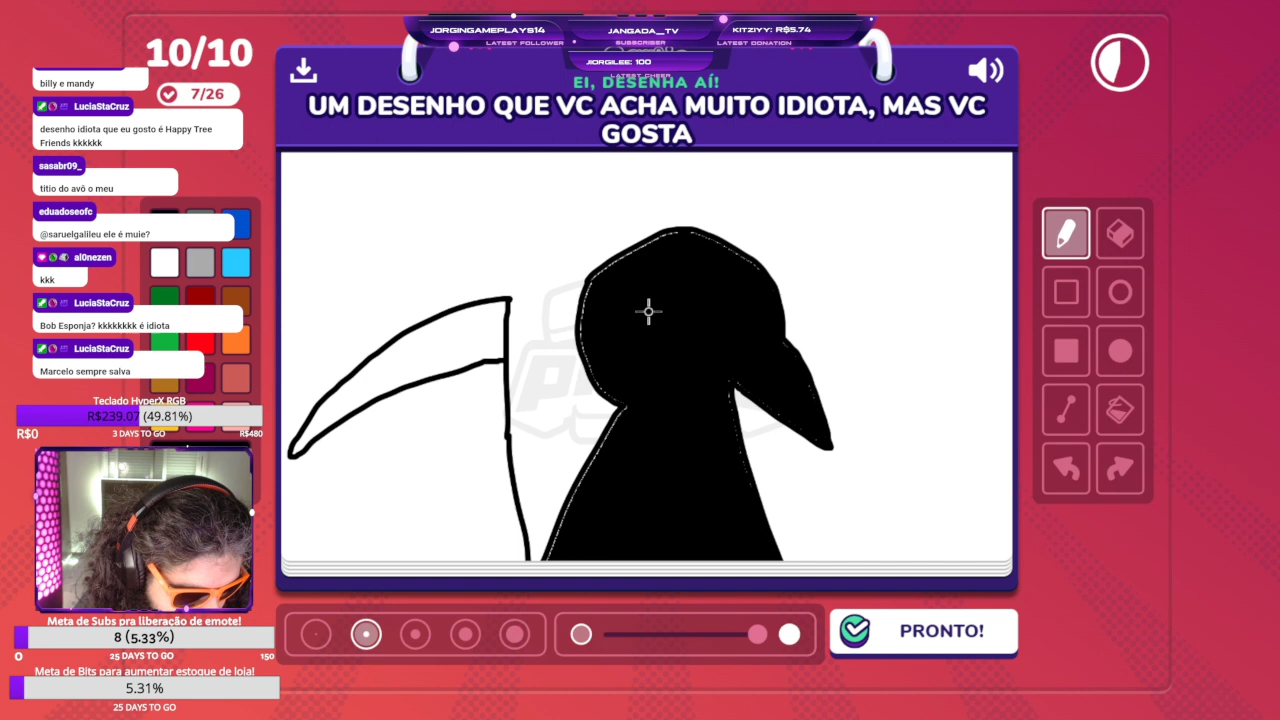 JORGINGAMEPLAYS14
LATEST FOLLOWER
JANGADA__TV
SUBSCRIBER
KITZIYY: R$5.74
LATEST DONATION
JIORGILEE: 100
LATEST CHEER
10/10
7/26
EI, DESENHA AÍ!
UM DESENHO QUE VC ACHA MUITO IDIOTA, MAS VC
GOSTA
billy e mandy
LuciaStaCruz
desenho idiota que eu gosto é Happy Tree
Friends kkkkkk
sasabr09_
titio do avô o meu
eduadoseofc
@saruelgalileu ele é muie?
al0nezen
kkk
LuciaStaCruz
Bob Esponja? kkkkkkkk é idiota
LuciaStaCruz
Marcelo sempre salva
Teclado HyperX RGB
R$239.07 (49.81%)
R$0
3 DAYS TO GO
R$480
Meta de Subs pra liberação de emote!
8 (5.33%)
0
25 DAYS TO GO
150
Meta de Bits para aumentar estoque de loja!
5.31%
25 DAYS TO GO
PRONTO!